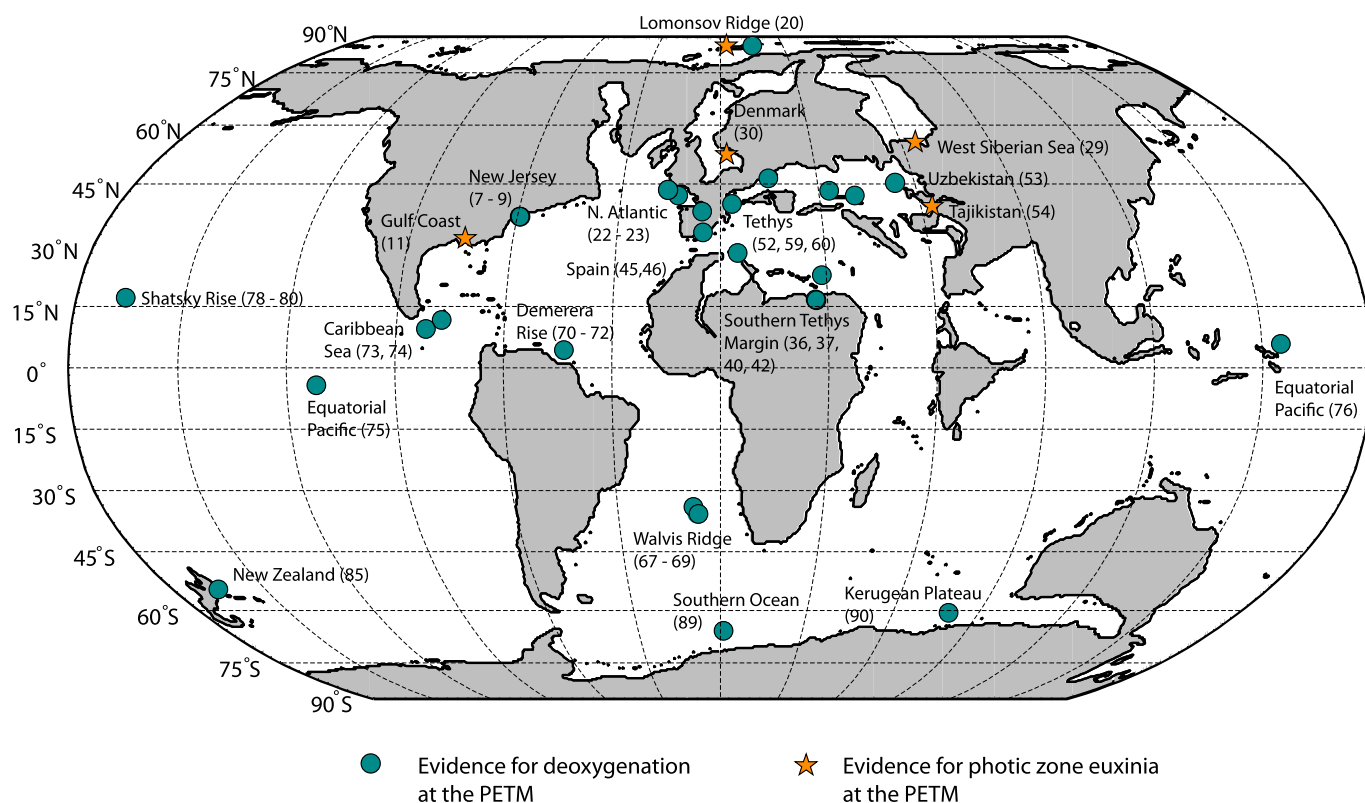 Lomonsov Ridge (20)
90°N
75°N
60°N
45°N
30°N
15°N
0°
15°S
30°S
45°S
60°S
75°S
90°S
Denmark
(30)
West Siberian Sea (29)
New Jersey
(7 - 9)
Uzbekistan (53)
Gulf Coast
(11)
N. Atlantic
(22 - 23)
Tajikistan (54)
Tethys
(52, 59, 60)
Spain (45,46)
Shatsky Rise (78 - 80)
Demerera
Rise (70 - 72)
Caribbean
Sea (73, 74)
Southern Tethys
Margin (36, 37,
40, 42)
Equatorial
Pacific (75)
Equatorial
Pacific (76)
Walvis Ridge
(67 - 69)
New Zealand (85)
Southern Ocean
(89)
Kerugean Plateau
(90)
Evidence for deoxygenation
at the PETM
Evidence for photic zone euxinia
at the PETM